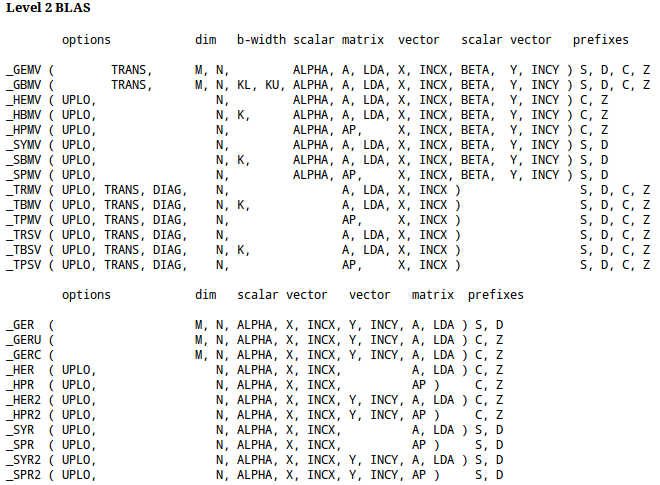 Level 2 BLAS
options dim b-width scalar matrix vector scalar vector prefixes
_GEMV ( TRANS, M, N, ALPHA, A, LDA, X, INCX, BETA, Y, INCY ) S, D, C, Z
_GBMV ( TRANS, M, N, KL, KU, ALPHA, A, LDA, X, INCX, BETA, Y, INCY ) S, D, C, Z
_HEMV ( UPLO, N, ALPHA, A, LDA, X, INCX, BETA, Y, INCY ) C, Z
_HBMV ( UPLO, N, K, ALPHA, A, LDA, X, INCX, BETA, Y, INCY ) C, Z
_HPMV ( UPLO, N, ALPHA, AP, X, INCX, BETA, Y, INCY ) C, Z
_SYMV ( UPLO, N, ALPHA, A, LDA, X, INCX, BETA, Y, INCY ) S, D
_SBMV ( UPLO, N, K, ALPHA, A, LDA, X, INCX, BETA, Y, INCY ) S, D
_SPMV ( UPLO, N, ALPHA, AP, X, INCX, BETA, Y, INCY ) S, D
_TRMV ( UPLO, TRANS, DIAG, N, A, LDA, X, INCX ) S, D, C, Z
_TBMV ( UPLO, TRANS, DIAG, N, K, A, LDA, X, INCX ) S, D, C, Z
_TPMV ( UPLO, TRANS, DIAG, N, AP, X, INCX ) S, D, C, Z
_TRSV ( UPLO, TRANS, DIAG, N, A, LDA, X, INCX ) S, D, C, Z
_TBSV ( UPLO, TRANS, DIAG, N, K, A, LDA, X, INCX ) S, D, C, Z
_TPSV ( UPLO, TRANS, DIAG, N, AP, X, INCX ) S, D, C, Z
options dim scalar vector vector matrix prefixes
_GER ( M, N, ALPHA, X, INCX, Y, INCY, A, LDA ) S, D
_GERU ( M, N, ALPHA, X, INCX, Y, INCY, A, LDA ) C, Z
_GERC ( M, N, ALPHA, X, INCX, Y, INCY, A, LDA ) C, Z
_HER ( UPLO, N, ALPHA, X, INCX, A, LDA ) C, Z
_HPR ( UPLO, N, ALPHA, X, INCX, AP ) C, Z
_HER2 ( UPLO, N, ALPHA, X, INCX, Y, INCY, A, LDA ) C, Z
_HPR2 ( UPLO, N, ALPHA, X, INCX, Y, INCY, AP ) C, Z
_SYR ( UPLO, N, ALPHA, X, INCX, A, LDA ) S, D
_SPR ( UPLO, N, ALPHA, X, INCX, AP ) S, D
_SYR2 ( UPLO, N, ALPHA, X, INCX, Y, INCY, A, LDA ) S, D
_SPR2 ( UPLO, N, ALPHA, X, INCX, Y, INCY, AP ) S, D